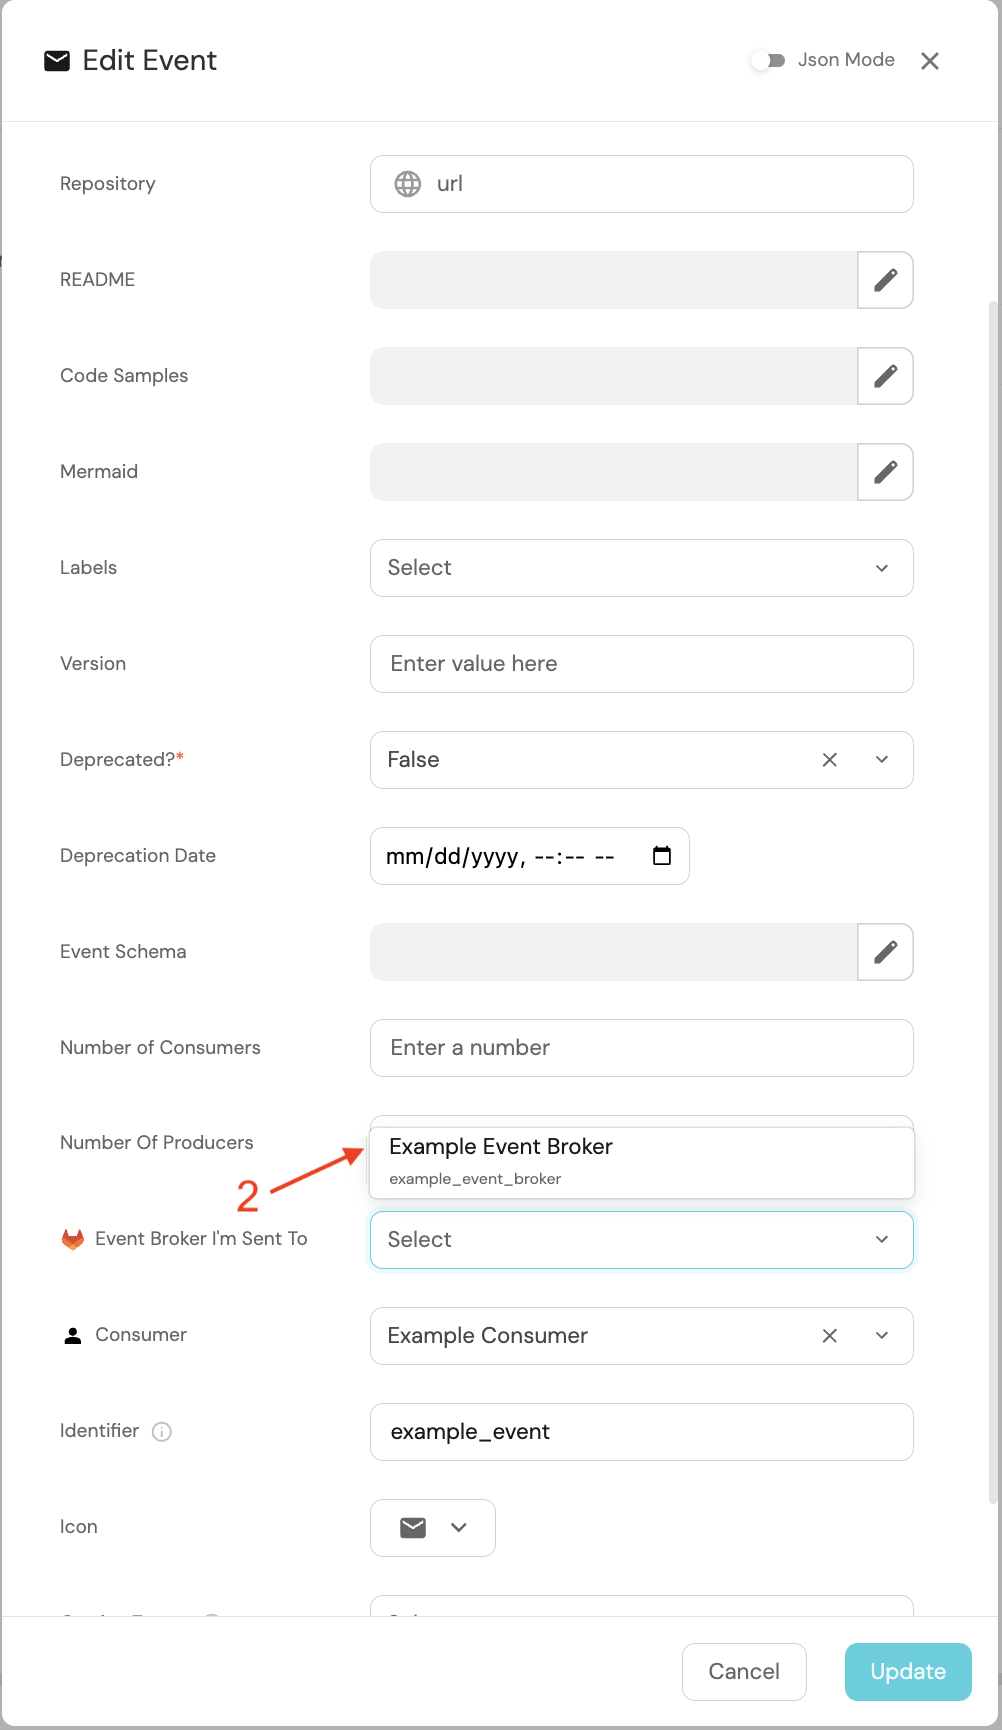 Edit Event
Json Mode
Repository
url
README
Code Samples
Mermaid
Labels
Select
Version
Enter value here
Deprecated?*
False
Deprecation Date
mm/dd/yyyy, --:-- --
Event Schema
Number of Consumers
Enter a number
Number Of Producers
Example Event Broker
example_event_broker
2
Event Broker I'm Sent To
Select
Consumer
Example Consumer
Identifier
example_event
Icon
Cancel
Update